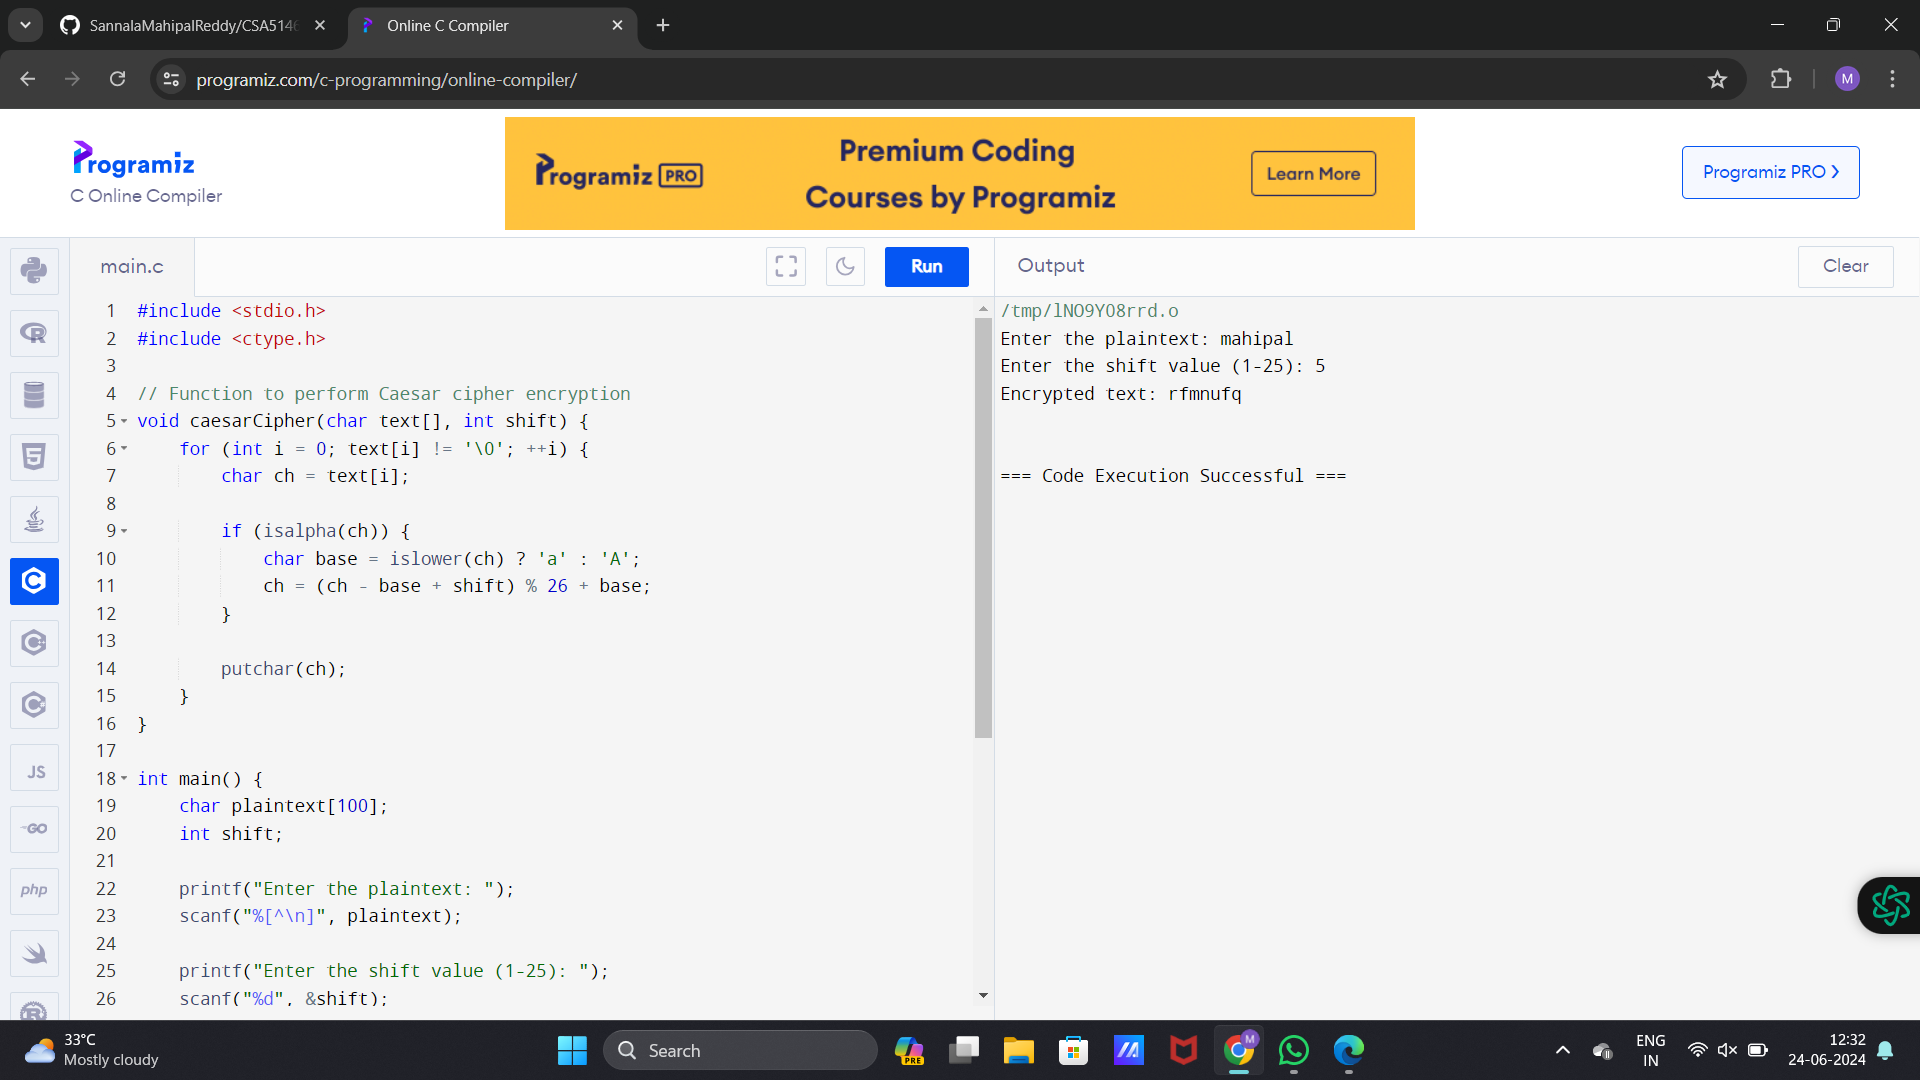 SannalaMahipalReddy/CSA5146
Online C Compiler
programiz.com/c-programming/online-compiler/
M
Programiz
C Online Compiler
Programiz PRO
Premium Coding
Courses by Programiz
Learn More
Programiz PRO
main.c
Run
Output
Clear
1 #include <stdio.h>
2 #include <ctype.h>
3
4 // Function to perform Caesar cipher encryption
5 void caesarCipher(char text[], int shift) {
6 for (int i = 0; text[i] != '\0'; ++i) {
7 char ch = text[i];
8
9 if (isalpha(ch)) {
10 char base = islower(ch) ? 'a' : 'A';
11 ch = (ch - base + shift) % 26 + base;
12 }
13
14 putchar(ch);
15 }
16 }
17
18 int main() {
19 char plaintext[100];
20 int shift;
21
22 printf("Enter the plaintext: ");
23 scanf("%[^\n]", plaintext);
24
25 printf("Enter the shift value (1-25): ");
26 scanf("%d", &shift);
/tmp/lNO9YO8rrd.o
Enter the plaintext: mahipal
Enter the shift value (1-25): 5
Encrypted text: rfmnufq
=== Code Execution Successful ===
R
5
C
JS
GO
php
33°C
Mostly cloudy
Search
PRE
M
ENG
IN
12:32
24-06-2024